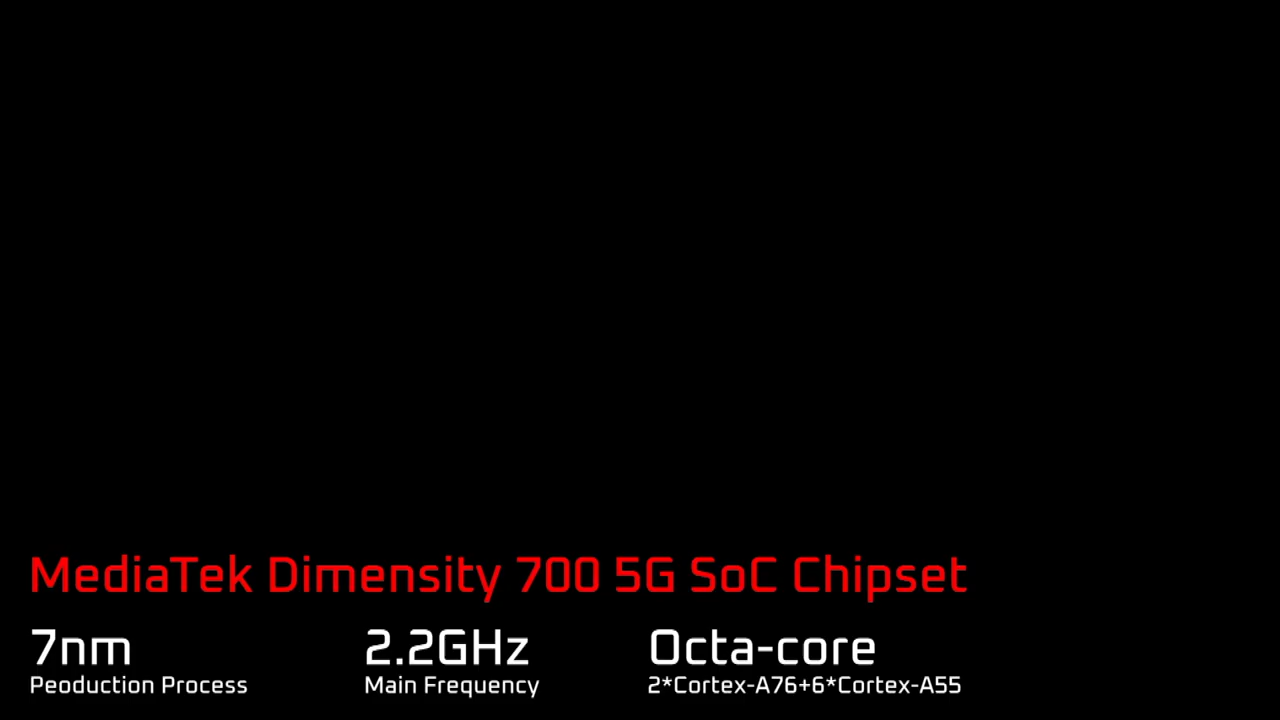 MediaTek Dimensity 700 5G SoC Chipset
7nm 2.2GHz Octa-core
Peoduction Process Main Frequency 2*Cortex-A76+6*Cortex-A55